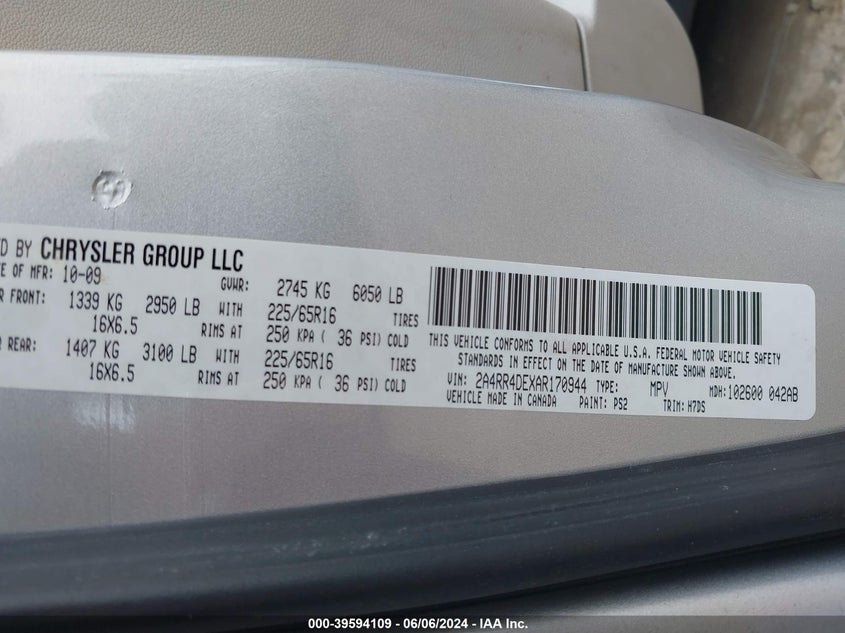 D BY CHRYSLER GROUP LLC
E OF MFR: 10-09 GVWR: 2745 KG 6050 LB
R FRONT: 1339 KG 2950 LB WITH 225/65R16 TIRES
16X6.5 RIMS AT 250 KPA ( 36 PSI) COLD
REAR: 1407 KG 3100 LB WITH 225/65R16 TIRES
16X6.5 RIMS AT 250 KPA ( 36 PSI) COLD
THIS VEHICLE CONFORMS TO ALL APPLICABLE U.S.A. FEDERAL MOTOR VEHICLE SAFETY
STANDARDS IN EFFECT ON THE DATE OF MANUFACTURE SHOWN ABOVE.
VIN: 2A4RR4DEXAR170944 TYPE: MPV MDH: 102600 042AB
VEHICLE MADE IN CANADA PAINT: PS2 TRIM: H7DS
000-39594109 - 06/06/2024 - IAA Inc.